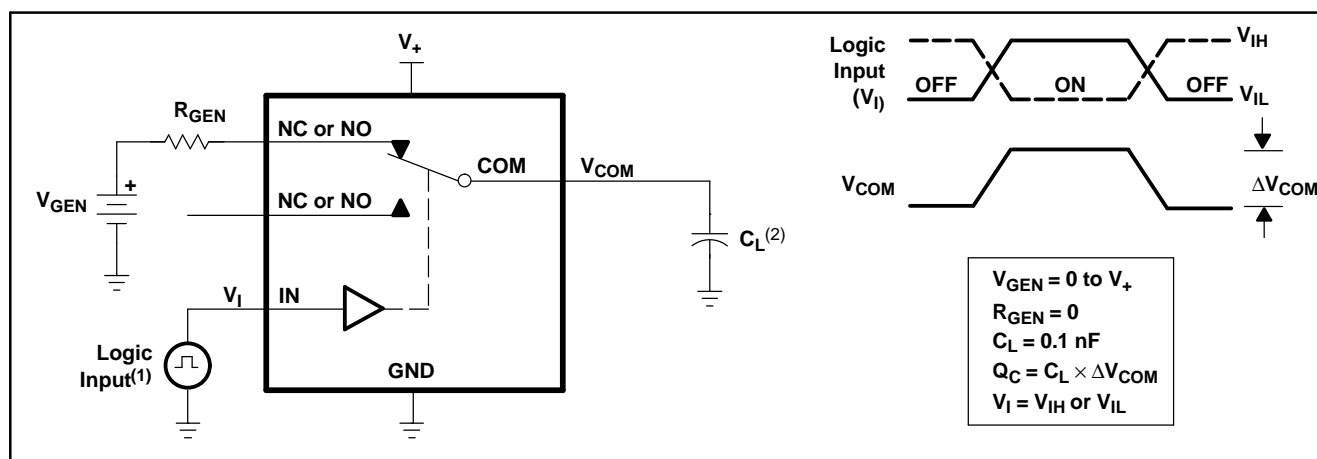 V+
RGEN
NC or NO
COM
VCOM
VGEN
+
NC or NO
CL(2)
VI
IN
Logic
Input(1)
GND
Logic
Input
(VI)
VIH
OFF
ON
OFF
VIL
VCOM
ΔVCOM
VGEN = 0 to V+
RGEN = 0
CL = 0.1 nF
QC = CL × ΔVCOM
VI = VIH or VIL